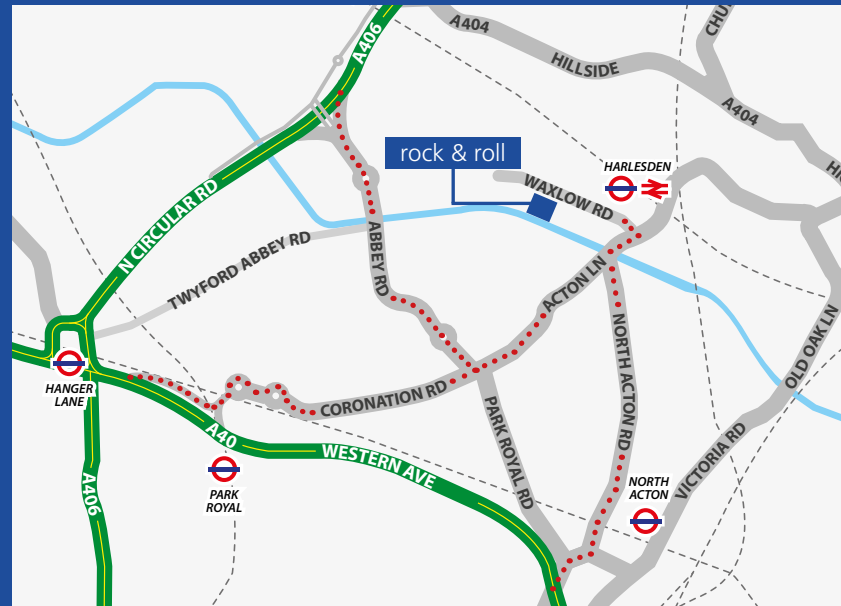 A406
A404
HILLSIDE
A404
rock & roll
HARLESDEN
WAXLOW RD
N CIRCULAR RD
TWYFORD ABBEY RD
ABBEY RD
ACTON LN
NORTH ACTON RD
OLD OAK LN
HANGER
LANE
CORONATION RD
PARK ROYAL RD
A40
WESTERN AVE
VICTORIA RD
A406
PARK
ROYAL
NORTH
ACTON